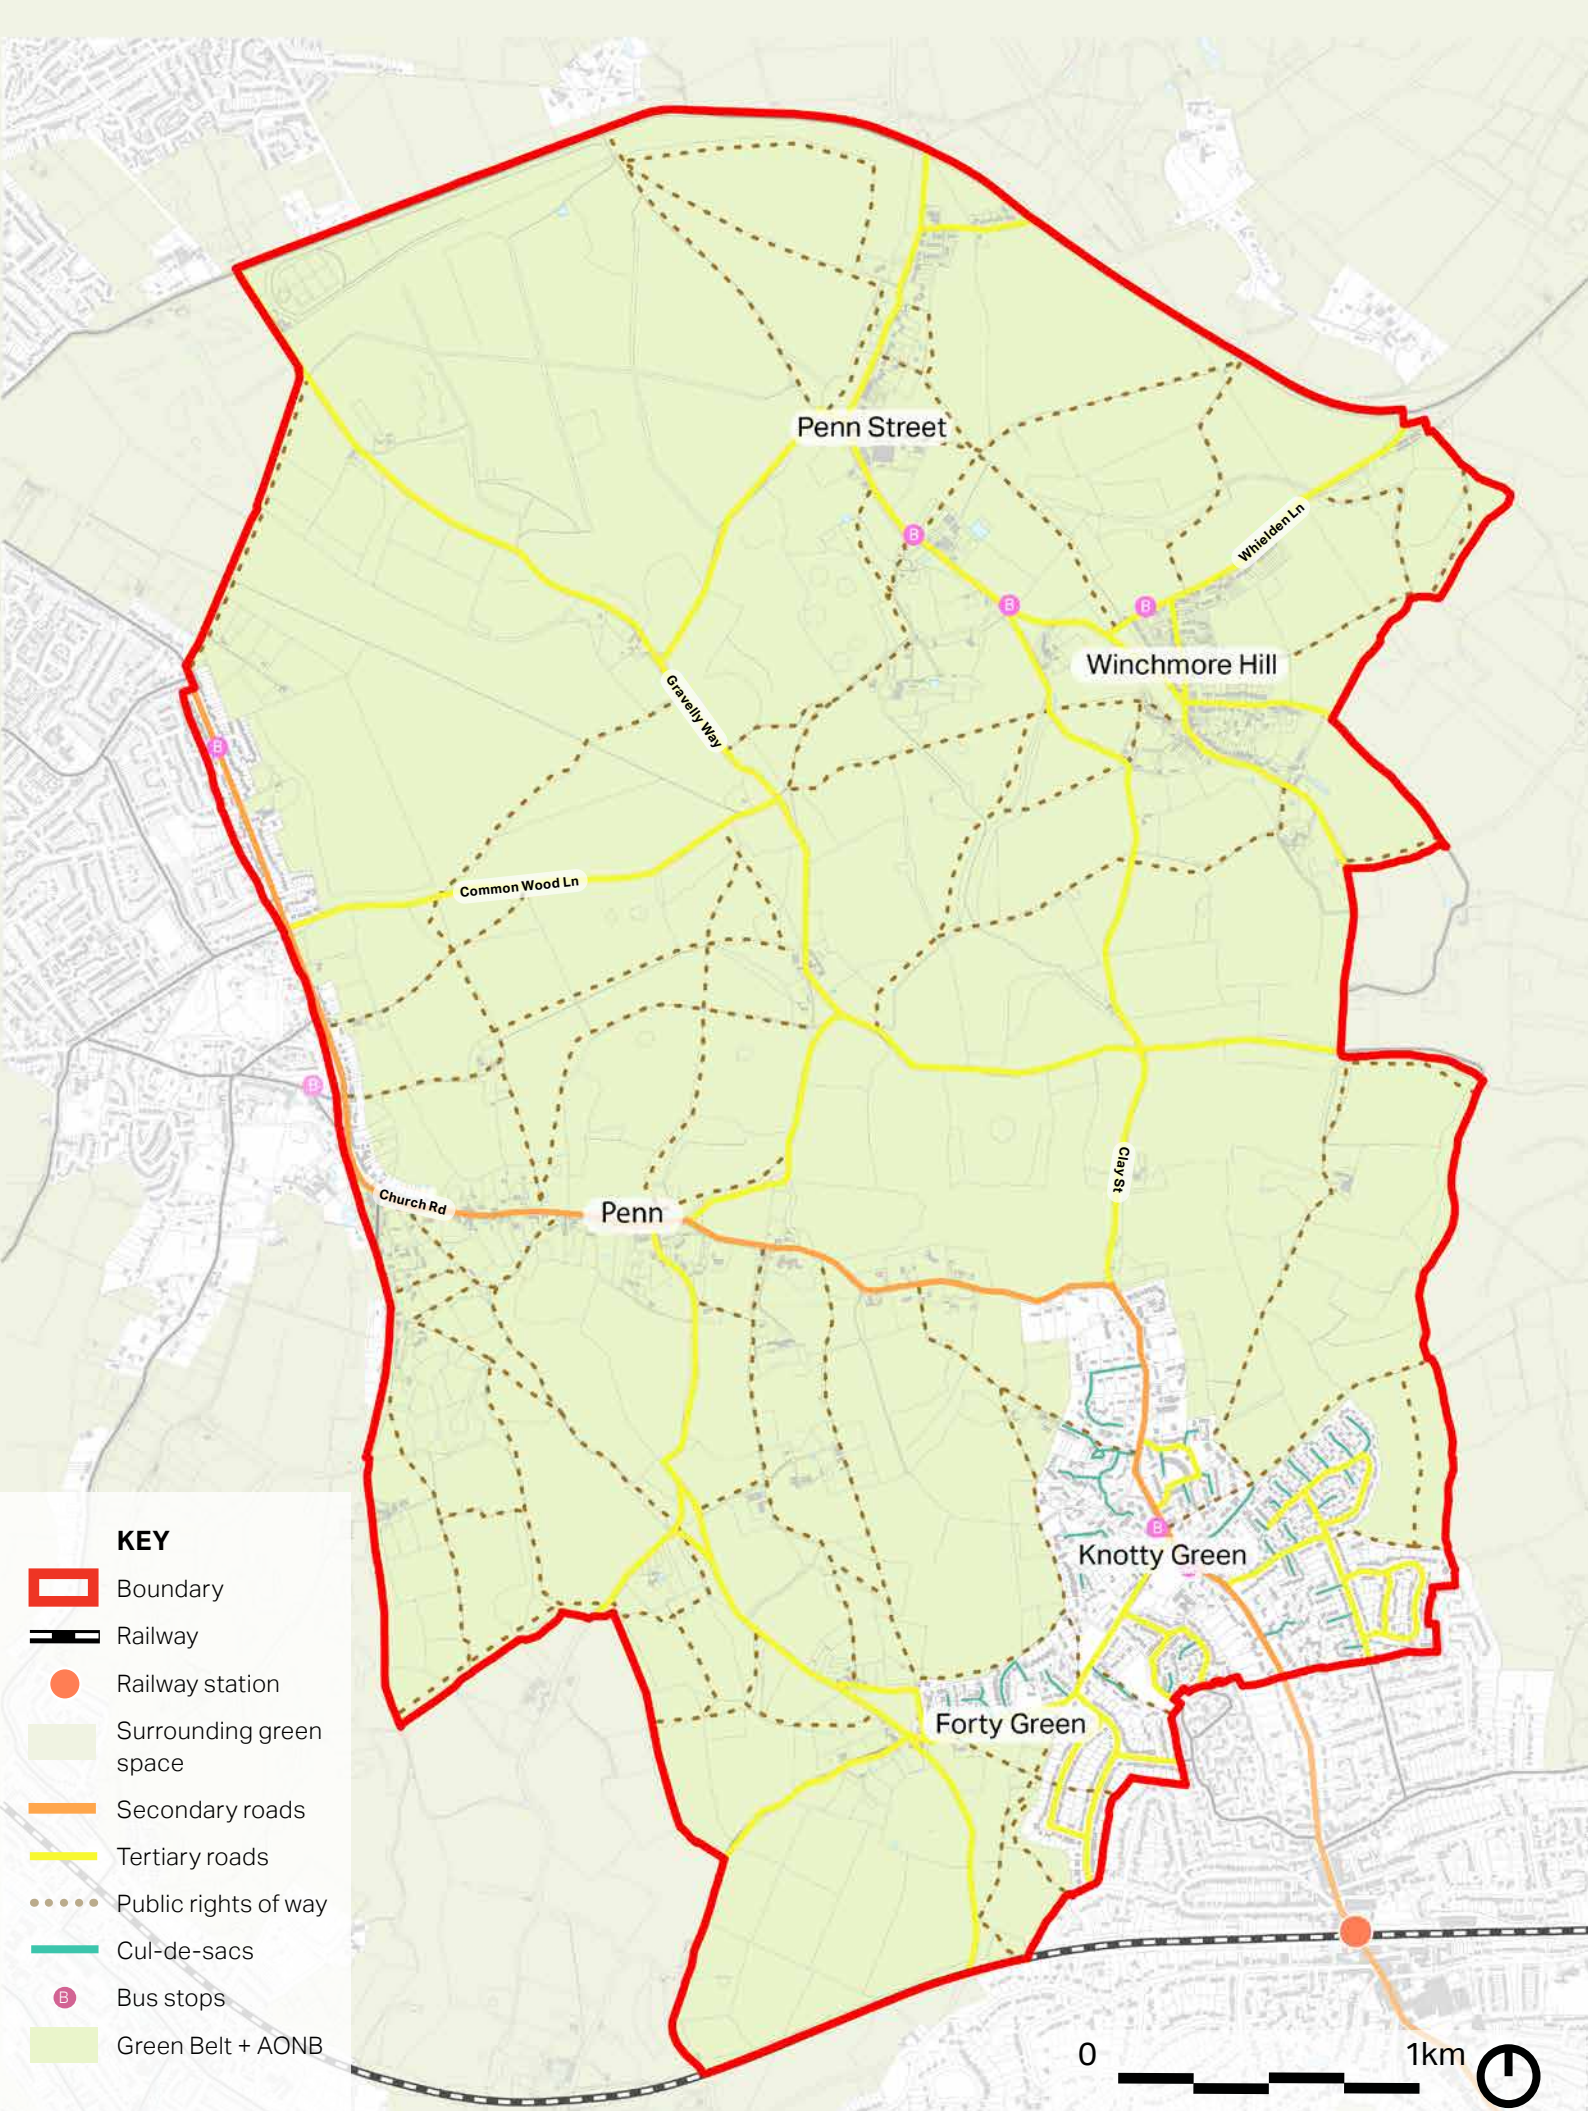 Penn Street
B
Whielden Ln
B
B
Winchmore Hill
Gravelly Way
B
Common Wood Ln
B
Clay St
Church Rd
Penn
B
Knotty Green
Forty Green
KEY
Boundary
Railway
Railway station
Surrounding green
space
Secondary roads
Tertiary roads
Public rights of way
Cul-de-sacs
B
Bus stops
Green Belt + AONB
0
1km